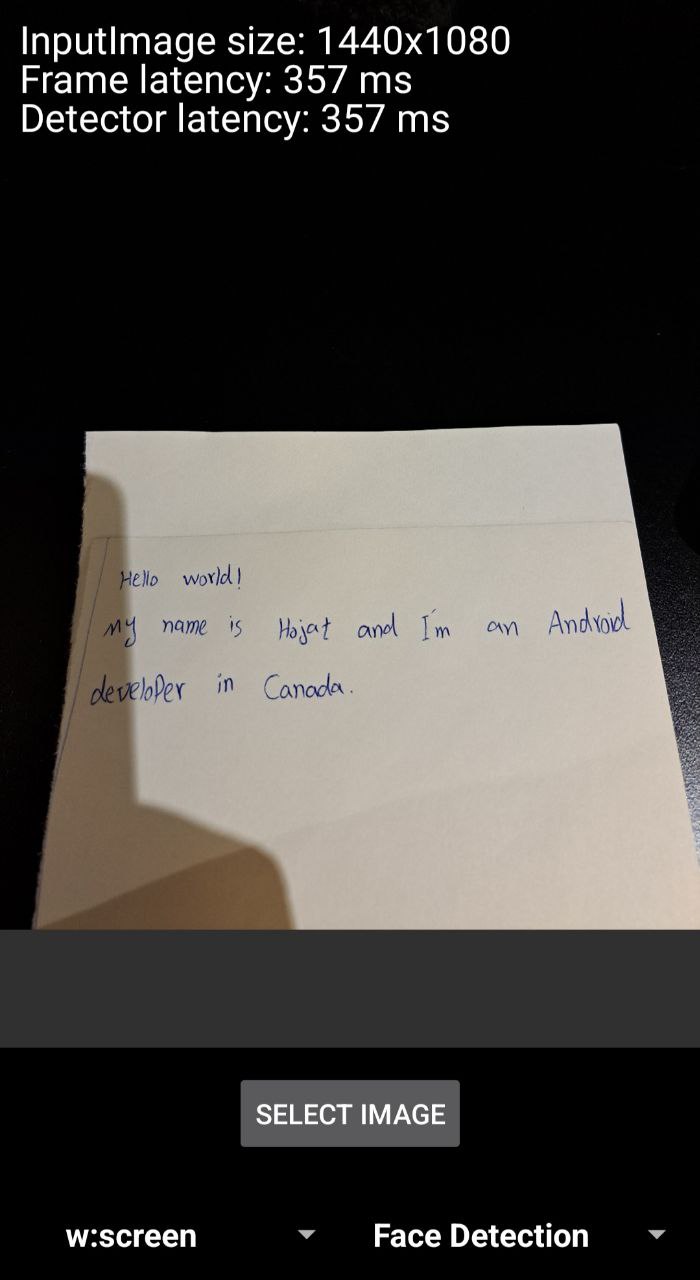 InputImage size: 1440x1080
Frame latency: 357 ms
Detector latency: 357 ms
Hello world!
My name is Hojat and I'm an Android
developer in Canada.
SELECT IMAGE
w:screen
Face Detection